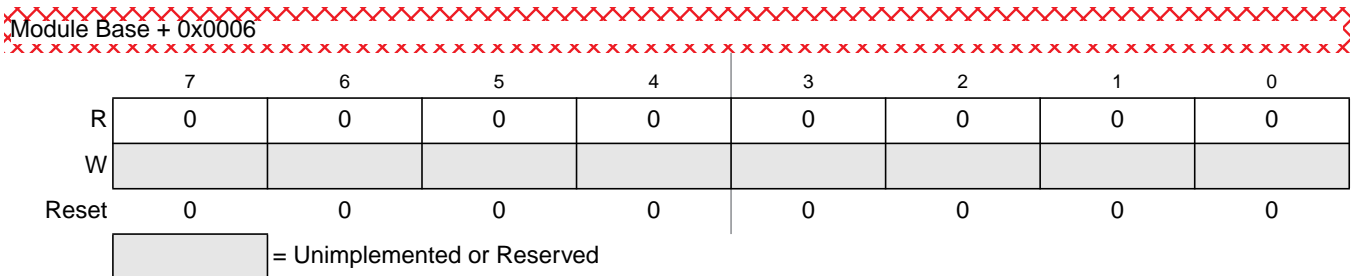 Module Base + 0x0006
7 6 5 4 3 2 1 0
R 0 0 0 0 0 0 0 0
W
Reset 0 0 0 0 0 0 0 0
= Unimplemented or Reserved